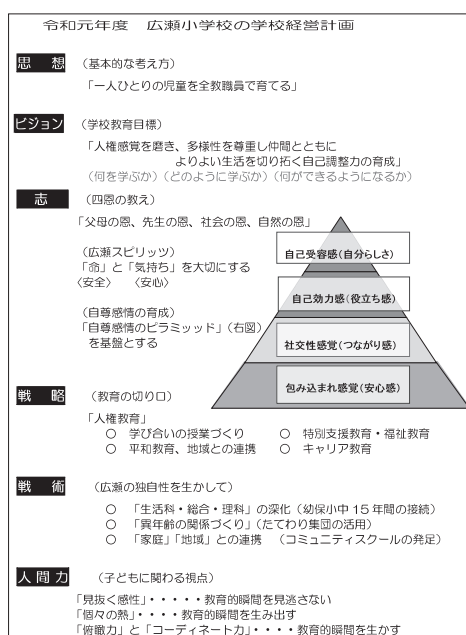 令和元年度　広瀬小学校の学校経営計画
思　想　（基本的な考え方）
「一人ひとりの児童を全教職員で育てる」
ビジョン　（学校教育目標）
「人権感覚を磨き、多様性を尊重し仲間とともに
よりよい生活を切り拓く自己調整力の育成」
（何を学ぶか）（どのように学ぶか）（何ができるようになるか）
志　（四恩の教え）
「父母の恩、先生の恩、社会の恩、自然の恩」
（広瀬スピリッツ）
「命」と「気持ち」を大切にする
〈安全〉　〈安心〉
（自尊感情の育成）
「自尊感情のピラミッド」（右図）
を基盤とする
自己受容感（自分らしさ）
自己効力感（役立ち感）
社交性感覚（つながり感）
包み込まれ感覚（安心感）
戦　略　（教育の切り口）
「人権教育」
○　学び合いの授業づくり　○　特別支援教育・福祉教育
○　平和教育、地域との連携　○　キャリア教育
戦　術　（広瀬の独自性を生かして）
○　「生活科・総合・理科」の深化（幼保小中１５年間の接続）
○　「異年齢の関係づくり」（たてわり集団の活用）
○　「家庭」「地域」との連携　（コミュニティスクールの発足）
人間力　（子どもに関わる視点）
「見抜く感性」・・・・・教育的瞬間を見逃さない
「個々の熱」・・・・教育的瞬間を生み出す
「俯瞰力」と「コーディネート力」・・・・教育的瞬間を生かす